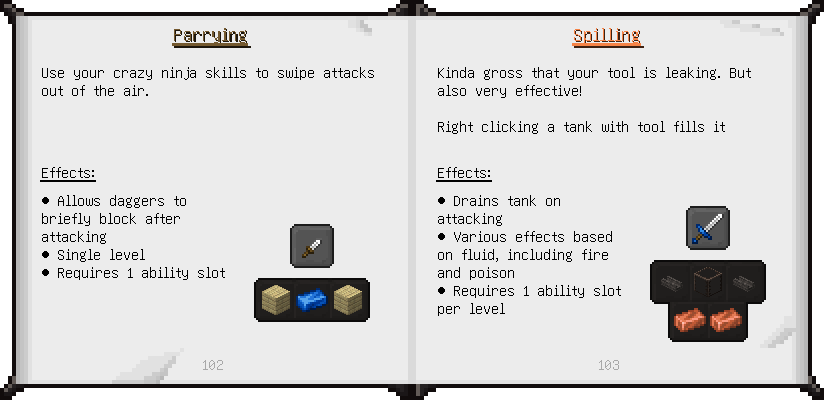 Parrying
Use your crazy ninja skills to swipe attacks
out of the air.
Effects:
• Allows daggers to
briefly block after
attacking
• Single level
• Requires 1 ability slot
102
Spilling
Kinda gross that your tool is leaking. But
also very effective!
Right clicking a tank with tool fills it
Effects:
• Drains tank on
attacking
• Various effects based
on fluid, including fire
and poison
• Requires 1 ability slot
per level
103